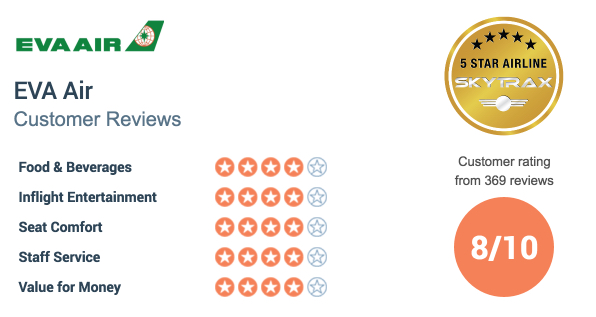 EVA AIR
EVA Air
Customer Reviews
Food & Beverages
Inflight Entertainment
Seat Comfort
Staff Service
Value for Money
5 STAR AIRLINE
SKYTRAX
Customer rating
from 369 reviews
8/10